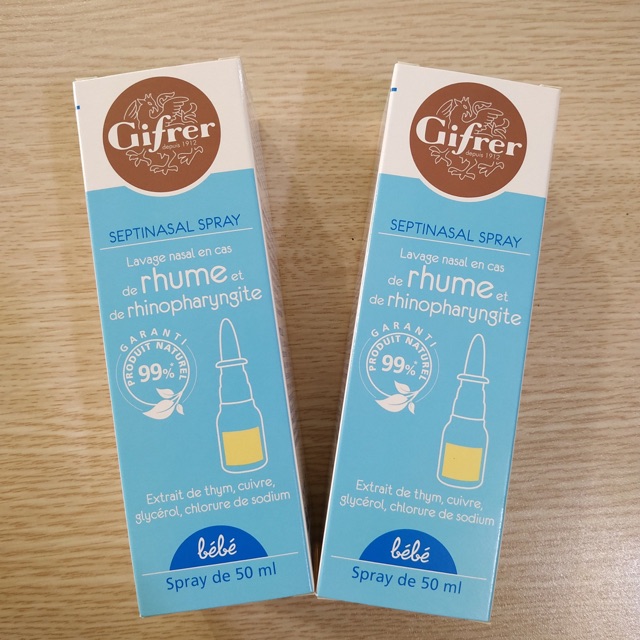 Gifrer
depuis 1912
SEPTINASAL SPRAY
Lavage nasal en cas
de rhume et
de rhinopharyngite
GARANTI
PRODUIT NATUREL
99%*
Extrait de thym, cuivre,
glycérol, chlorure de sodium
bébé
Spray de 50 ml
Gifrer
depuis 1912
SEPTINASAL SPRAY
Lavage nasal en cas
de rhume et
de rhinopharyngite
GARANTI
PRODUIT NATUREL
99%*
Extrait de thym, cuivre,
glycérol, chlorure de sodium
bébé
Spray de 50 ml